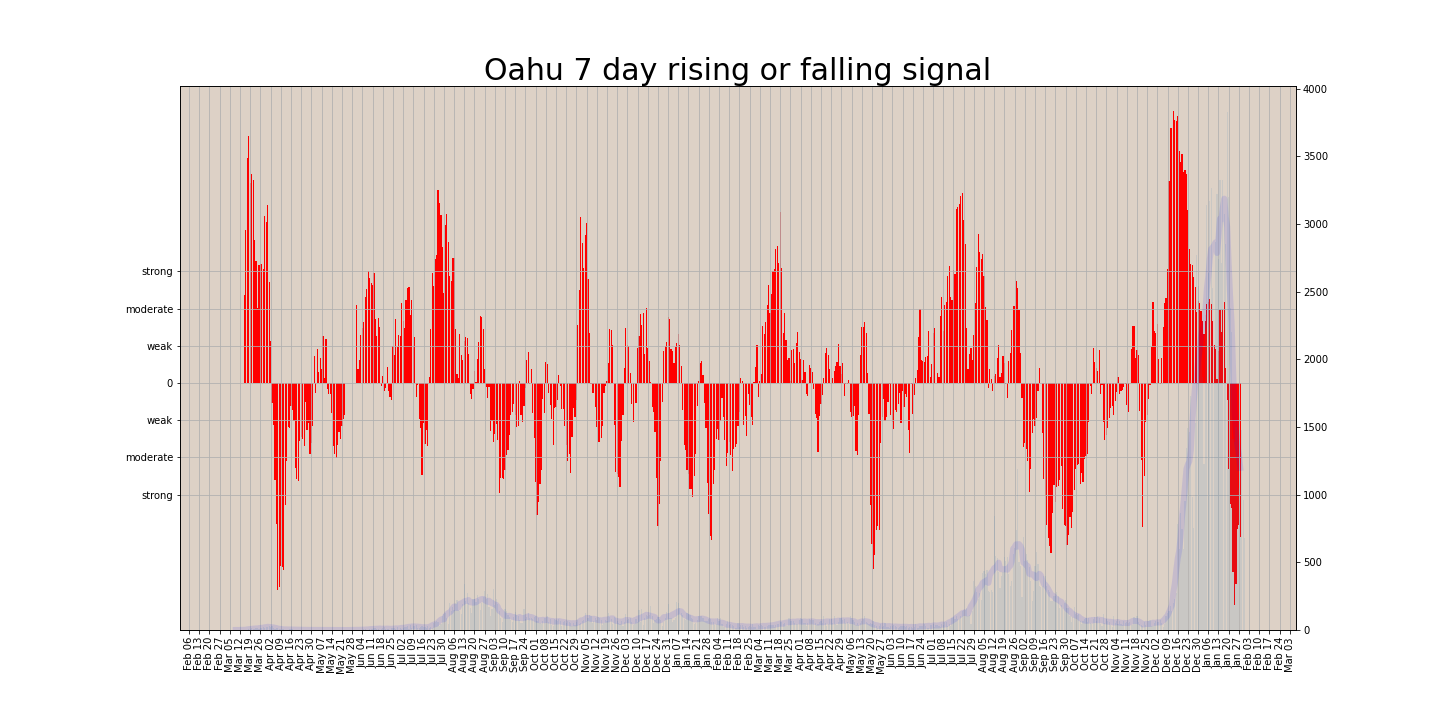 Oahu 7 day rising or falling signal
strong
moderate
weak
0
weak
moderate
strong
4000
3500
3000
2500
2000
1500
1000
500
0
Feb 06
Feb 13
Feb 20
Feb 27
Mar 05
Mar 12
Mar 19
Mar 26
Apr 02
Apr 09
Apr 16
Apr 23
Apr 30
May 07
May 14
May 21
May 28
Jun 04
Jun 11
Jun 18
Jun 25
Jul 02
Jul 09
Jul 16
Jul 23
Jul 30
Aug 06
Aug 13
Aug 20
Aug 27
Sep 03
Sep 10
Sep 17
Sep 24
Oct 01
Oct 08
Oct 15
Oct 22
Oct 29
Nov 05
Nov 12
Nov 19
Nov 26
Dec 03
Dec 10
Dec 17
Dec 24
Dec 31
Jan 07
Jan 14
Jan 21
Jan 28
Feb 04
Feb 11
Feb 18
Feb 25
Mar 04
Mar 11
Mar 18
Mar 25
Apr 01
Apr 08
Apr 15
Apr 22
Apr 29
May 06
May 13
May 20
May 27
Jun 03
Jun 10
Jun 17
Jun 24
Jul 01
Jul 08
Jul 15
Jul 22
Jul 29
Aug 05
Aug 12
Aug 19
Aug 26
Sep 02
Sep 09
Sep 16
Sep 23
Sep 30
Oct 07
Oct 14
Oct 21
Oct 28
Nov 04
Nov 11
Nov 18
Nov 25
Dec 02
Dec 09
Dec 16
Dec 23
Dec 30
Jan 06
Jan 13
Jan 20
Jan 27
Feb 03
Feb 10
Feb 17
Feb 24
Mar 03